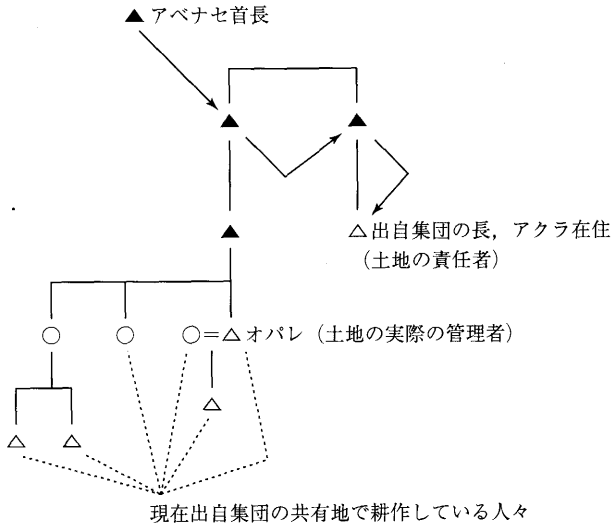 ▲ アベナセ首長
△ 出自集団の長，アクラ在住
（土地の責任者）
○＝△ オパレ（土地の実際の管理者）
現在出自集団の共有地で耕作している人々